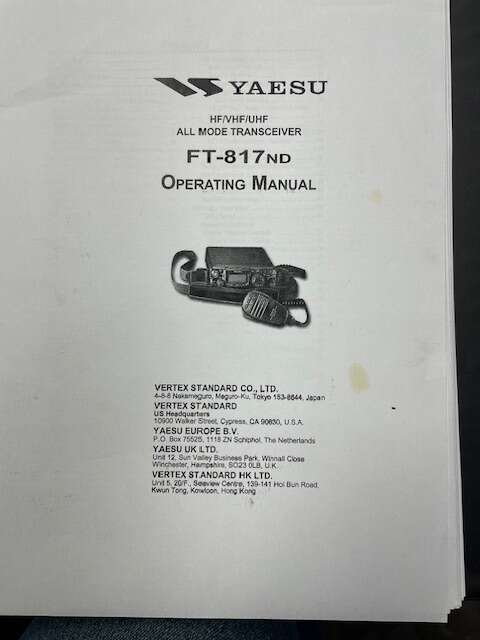 YAESU
HF/VHF/UHF
ALL MODE TRANSCEIVER
FT-817ND
OPERATING MANUAL
VERTEX STANDARD CO., LTD.
4-8-8 Nakameguro, Meguro-Ku, Tokyo 153-8644, Japan
VERTEX STANDARD
US Headquarters
10900 Walker Street, Cypress, CA 90630, U.S.A.
YAESU EUROPE B.V.
P.O. Box 75525, 1118 ZN Schiphol, The Netherlands
YAESU UK LTD.
Unit 12, Sun Valley Business Park, Winnall Close
Winchester, Hampshire, SO23 0LB, U.K.
VERTEX STANDARD HK LTD.
Unit 5, 20/F., Seaview Centre, 139-141 Hoi Bun Road,
Kwun Tong, Kowloon, Hong Kong